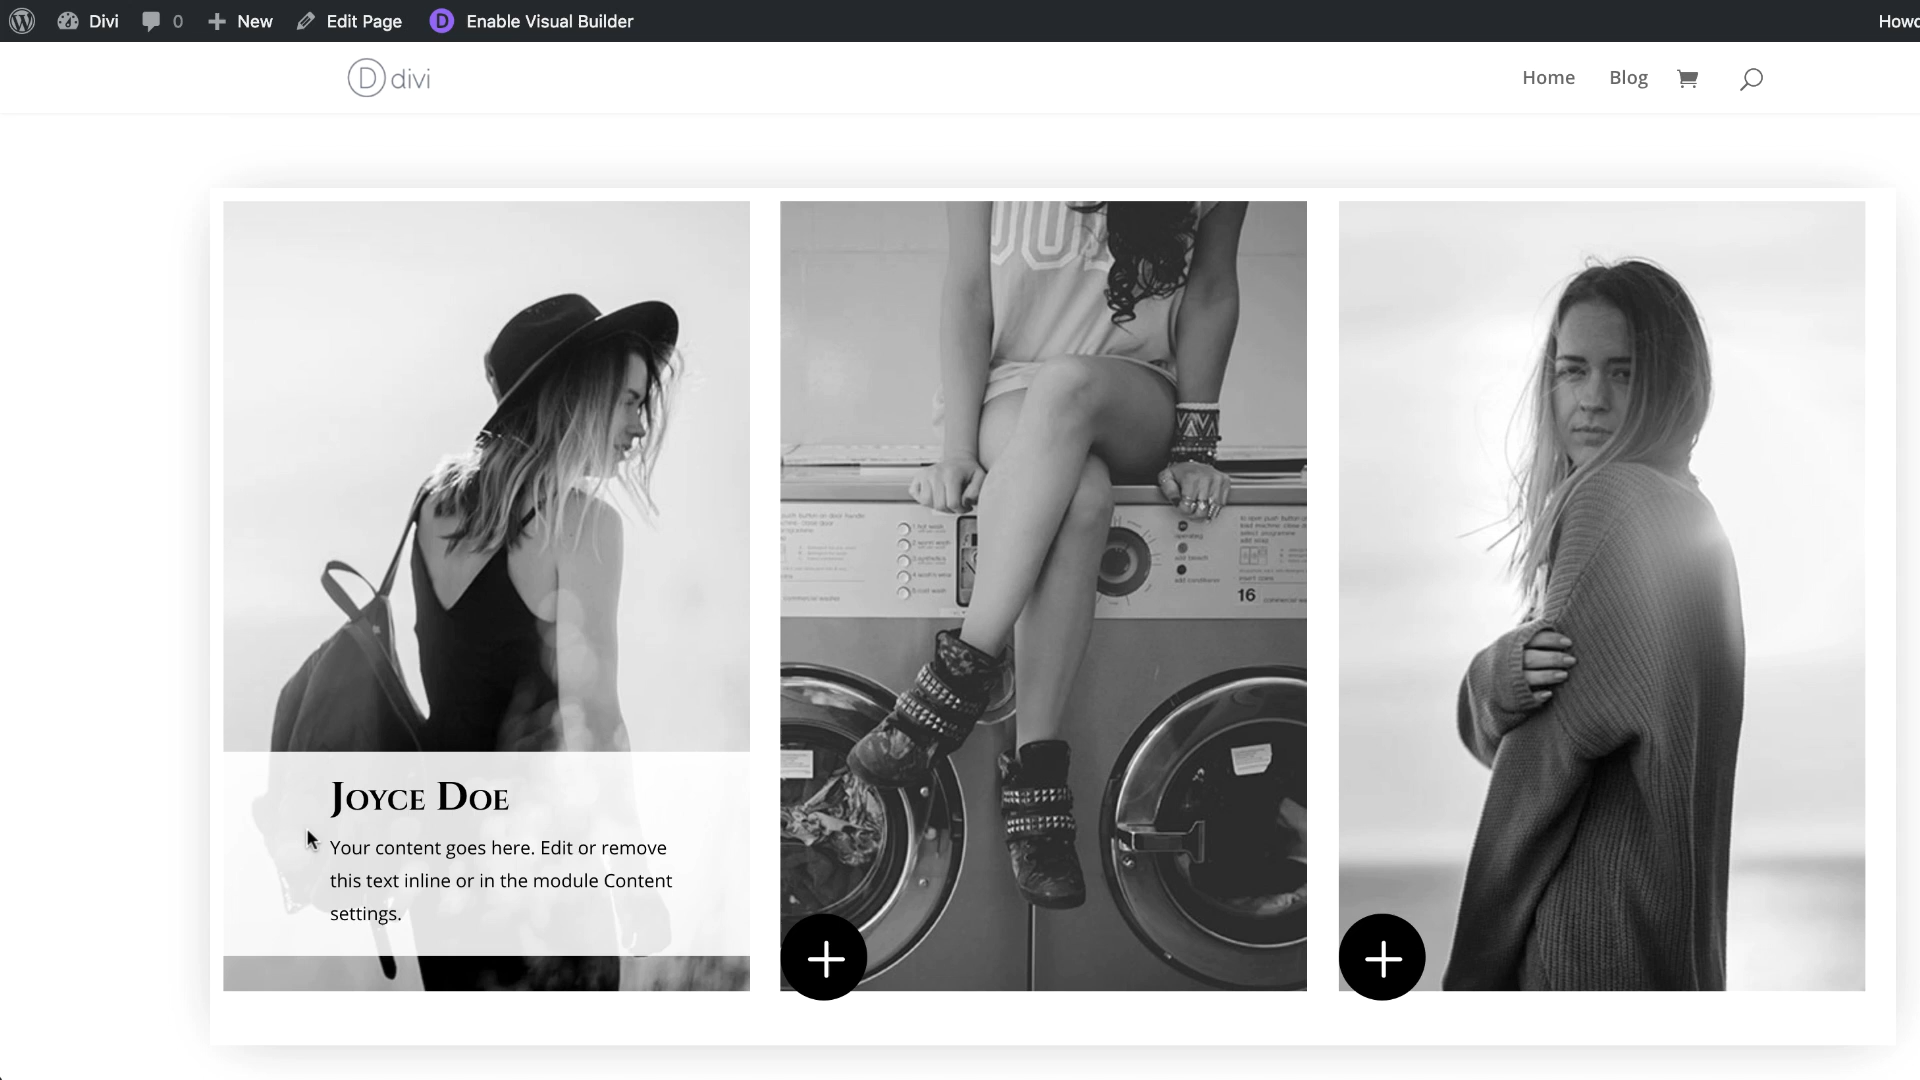 Divi
0
New
Edit Page
D
Enable Visual Builder
D divi
Home
Blog
Joyce Doe
Your content goes here. Edit or remove
this text inline or in the module Content
settings.
16